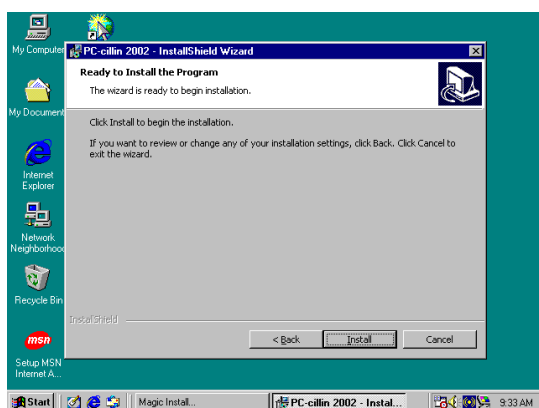 My Computer
PC-cillin 2002 - InstallShield Wizard
Ready to Install the Program
The wizard is ready to begin installation.
My Document
Click Install to begin the installation.
If you want to review or change any of your installation settings, click Back. Click Cancel to
exit the wizard.
Internet
Explorer
Network
Neighborhoo
Recycle Bin
InstallShield
< Back
Install
Cancel
msn
Setup MSN
Internet A...
Start
Magic Install...
PC-cillin 2002 - Instal...
9:33 AM